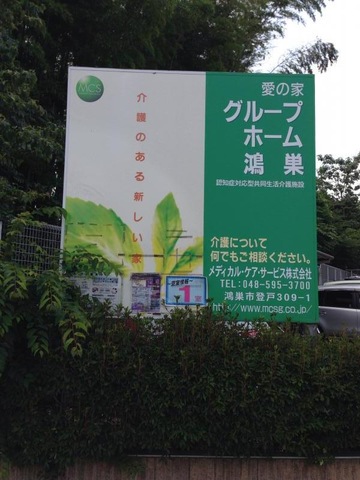 MCS
介護のある新しい家
愛の家
グループ
ホーム
鴻巣
認知症対応型共同生活介護施設
介護について
何でもご相談ください。
メディカル・ケア・サービス株式会社
TEL:048-595-3700
鴻巣市登戸309-1
http://www.mcsg.co.jp/
1